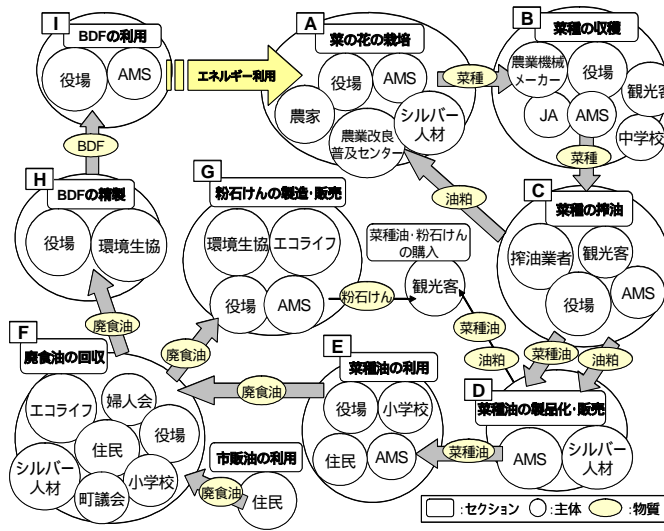 I
BDFの利用
役場
AMS
エネルギー利用
A
菜の花の栽培
役場
AMS
農家
農業改良
普及センター
シルバー
人材
菜種
B
菜種の収穫
農業機械
メーカー
役場
観光客
JA
AMS
中学校
菜種
BDF
H
BDFの精製
役場
環境生協
G
粉石けんの製造・販売
環境生協
エコライフ
役場
AMS
粉石けん
菜種油・粉石けん
の購入
観光客
油粕
C
菜種の搾油
搾油業者
観光客
役場
AMS
菜種油
油粕
菜種油
油粕
廃食油
廃食油
F
廃食油の回収
エコライフ
婦人会
役場
住民
シルバー
人材
小学校
町議会
廃食油
市販油の利用
廃食油
住民
E
菜種油の利用
役場
小学校
住民
AMS
菜種油
D
菜種油の製品化・販売
AMS
シルバー
人材
:セクション
:主体
:物質